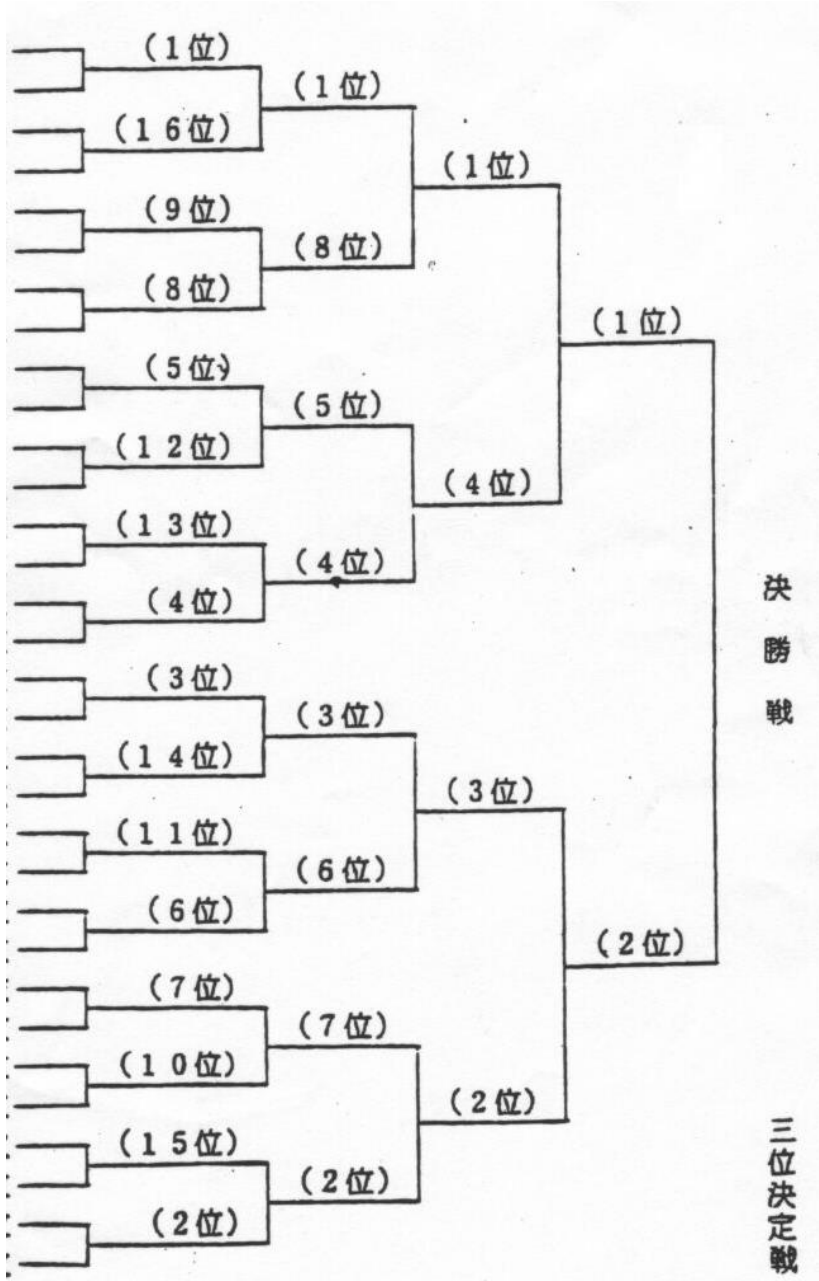 (1位)
(16位)
(9位)
(8位)
(5位)
(12位)
(13位)
(4位)
(3位)
(14位)
(11位)
(6位)
(7位)
(10位)
(15位)
(2位)
(1位)
(8位)
(5位)
(4位)
(3位)
(6位)
(7位)
(2位)
(1位)
(4位)
(3位)
(2位)
(1位)
(2位)
決勝戦
三位決定戦